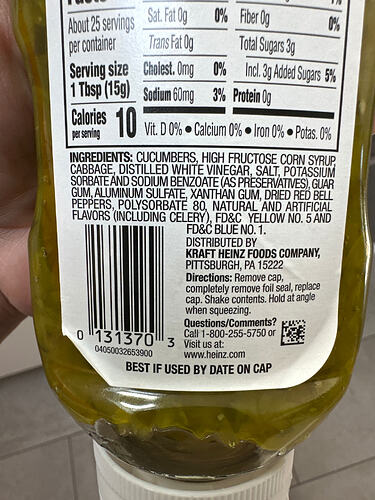 About 25 servings
per container
Serving size
1 Tbsp (15g)
Calories 10
per serving
Sat. Fat 0g 0%
Trans Fat 0g
Cholest. 0mg 0%
Sodium 60mg 3%
Fiber 0g 0%
Total Sugars 3g
Incl. 3g Added Sugars 5%
Protein 0g
Vit. D 0% • Calcium 0% • Iron 0% • Potas. 0%
INGREDIENTS: CUCUMBERS, HIGH FRUCTOSE CORN SYRUP,
CABBAGE, DISTILLED WHITE VINEGAR, SALT, POTASSIUM
SORBATE AND SODIUM BENZOATE (AS PRESERVATIVES), GUAR
GUM, ALUMINUM SULFATE, XANTHAN GUM, DRIED RED BELL
PEPPERS, POLYSORBATE 80, NATURAL AND ARTIFICIAL
FLAVORS (INCLUDING CELERY), FD&C YELLOW NO. 5 AND
FD&C BLUE NO. 1.
DISTRIBUTED BY
KRAFT HEINZ FOODS COMPANY,
PITTSBURGH, PA 15222
Directions: Remove cap,
completely remove foil seal, replace
cap. Shake contents. Hold at angle
when squeezing.
Questions/Comments?
Call 1-800-255-5750 or
Visit us at:
www.heinz.com
0 131370 3
04050032653900
BEST IF USED BY DATE ON CAP